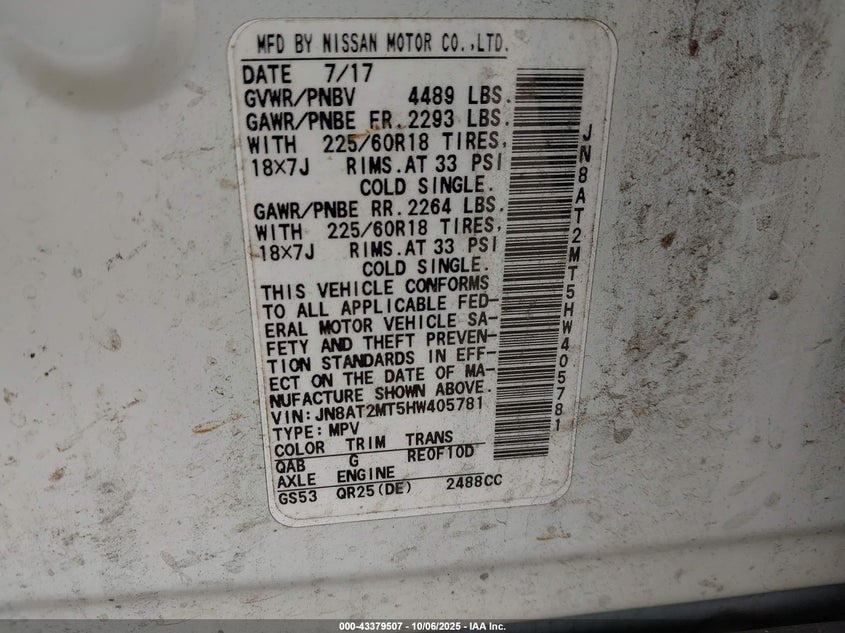 MFD BY NISSAN MOTOR CO.,LTD.
DATE 7/17
GVWR/PNBV 4489 LBS.
GAWR/PNBE FR.2293 LBS.
WITH 225/60R18 TIRES,
18×7J RIMS.AT 33 PSI
COLD SINGLE.
GAWR/PNBE RR.2264 LBS.
WITH 225/60R18 TIRES,
18×7J RIMS.AT 33 PSI
COLD SINGLE.
THIS VEHICLE CONFORMS
TO ALL APPLICABLE FED-
ERAL MOTOR VEHICLE SA-
FETY AND THEFT PREVEN-
TION STANDARDS IN EFF-
ECT ON THE DATE OF MA-
NUFACTURE SHOWN ABOVE.
VIN:JN8AT2MT5HW405781
TYPE:MPV
COLOR TRIM TRANS
QAB G RE0F10D
AXLE ENGINE
GS53 QR25(DE) 2488CC
JN8AT2MT5HW405781
000-43379507 - 10/06/2025 - IAA Inc.